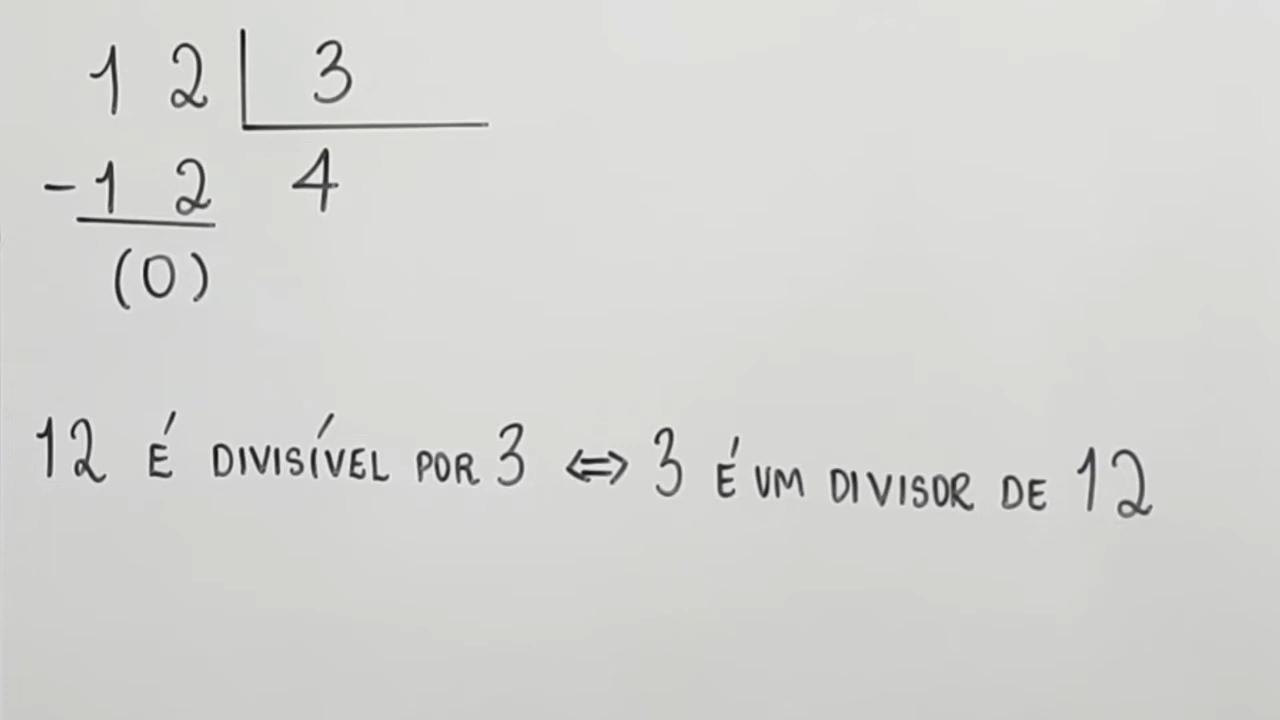 12 3
-12 4
(0)
12 É DIVISÍVEL POR 3 ⇔ 3 É UM DIVISOR DE 12